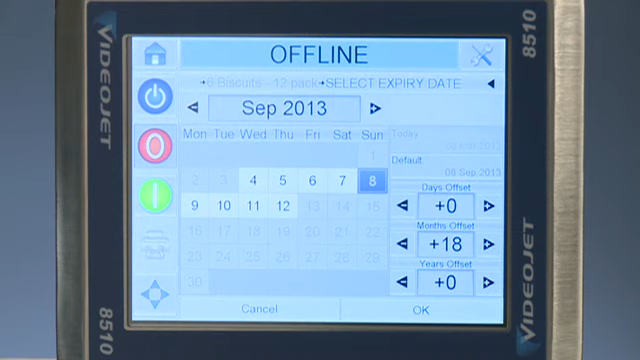 VIDEOJET
8510
OFFLINE
6 Biscuits - 12 pack SELECT EXPIRY DATE
Sep 2013
Mon Tue Wed Thu Fri Sat Sun
1
2 3 4 5 6 7 8
9 10 11 12 13 14 15
16 17 18 19 20 21 22
23 24 25 26 27 28 29
30
Today
Default
08 Sep 2013
Days Offset
+0
Months Offset
+18
Years Offset
+0
Cancel OK
8510
VIDEOJET